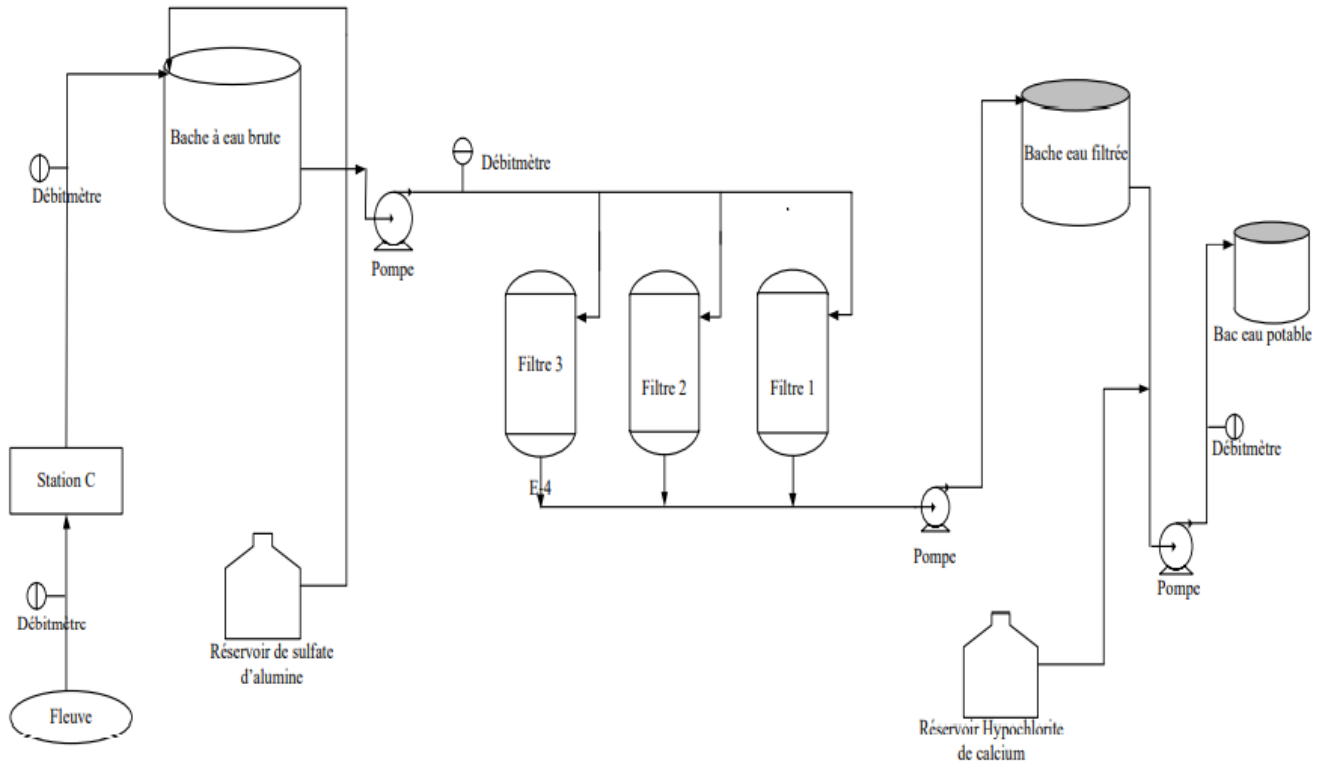 Bache à eau brute
Débitmètre
Débitmètre
Pompe
Bache eau filtrée
Bac eau potable
Filtre 3
Filtre 2
Filtre 1
Débitmètre
Station C
E-4
Pompe
Pompe
Débitmètre
Réservoir de sulfate
d'alumine
Fleuve
Réservoir Hypochlorite
de calcium